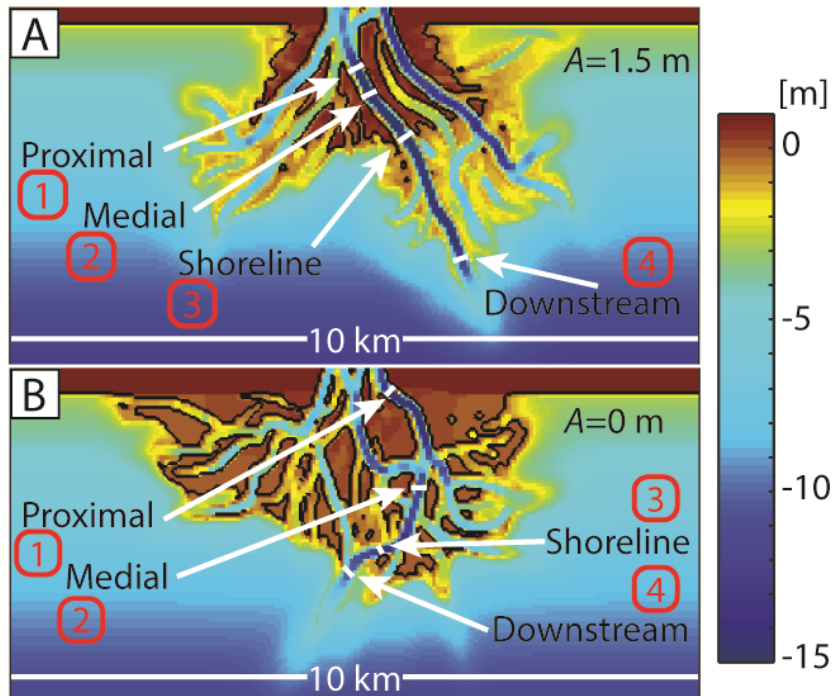 A
A=1.5 m
[m]
0
-5
-10
-15
Proximal
1
Medial
2
Shoreline
3
4
Downstream
10 km
B
A=0 m
Proximal
1
Medial
2
3
Shoreline
4
Downstream
10 km